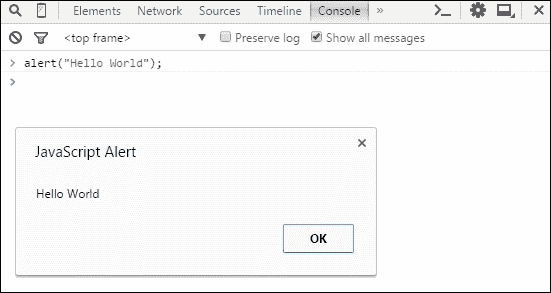 Elements Network Sources Timeline Console »
<top frame> Preserve log Show all messages
> alert("Hello World");
>
JavaScript Alert
Hello World
OK